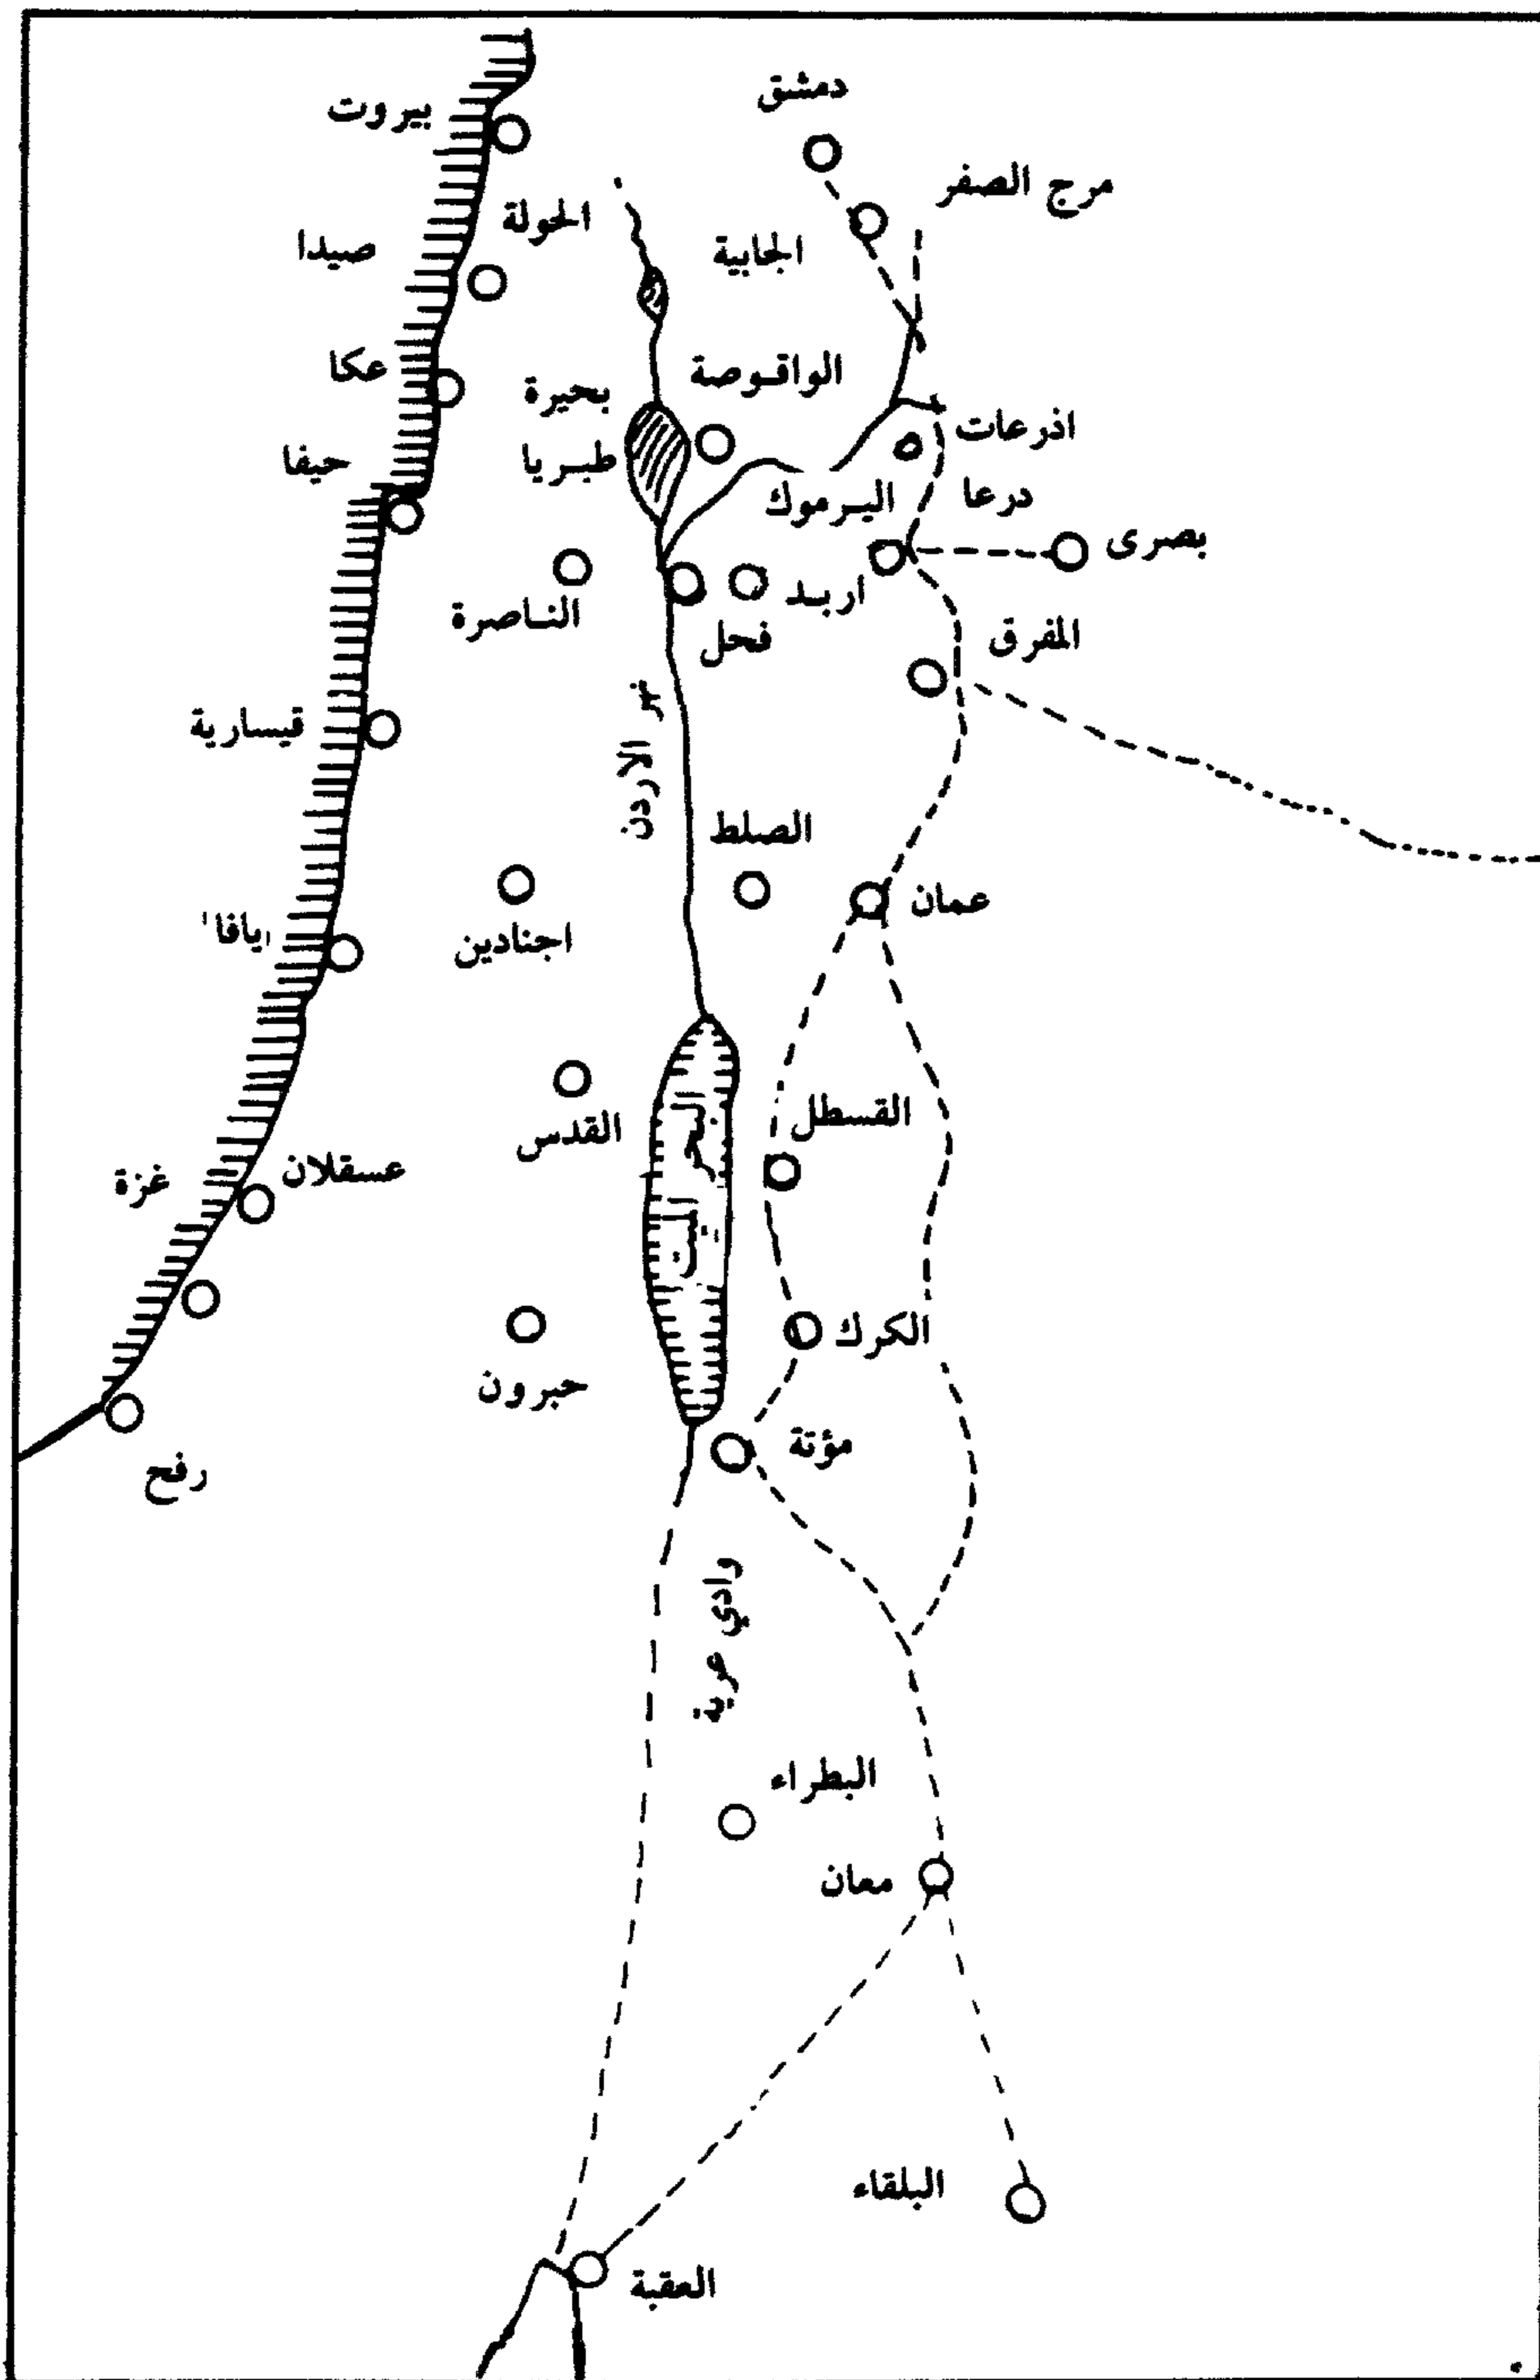 دمشق
بيروت
مرج الصفر
الحولة
صيدا
الجابية
عكا
الواقوصة
بحيرة
طبريا
اذرعات
حيفا
اليرموك
درعا
بصرى
الناصرة
اربد
فحل
المفرق
نهر الاردن
قيسارية
الصلط
عمان
يافا
اجنادين
القسطل
القدس
البحر الميت
عسقلان
غزة
الكرك
حبرون
مؤتة
رفح
وادي عربة
البطراء
معان
البلقاء
العقبة